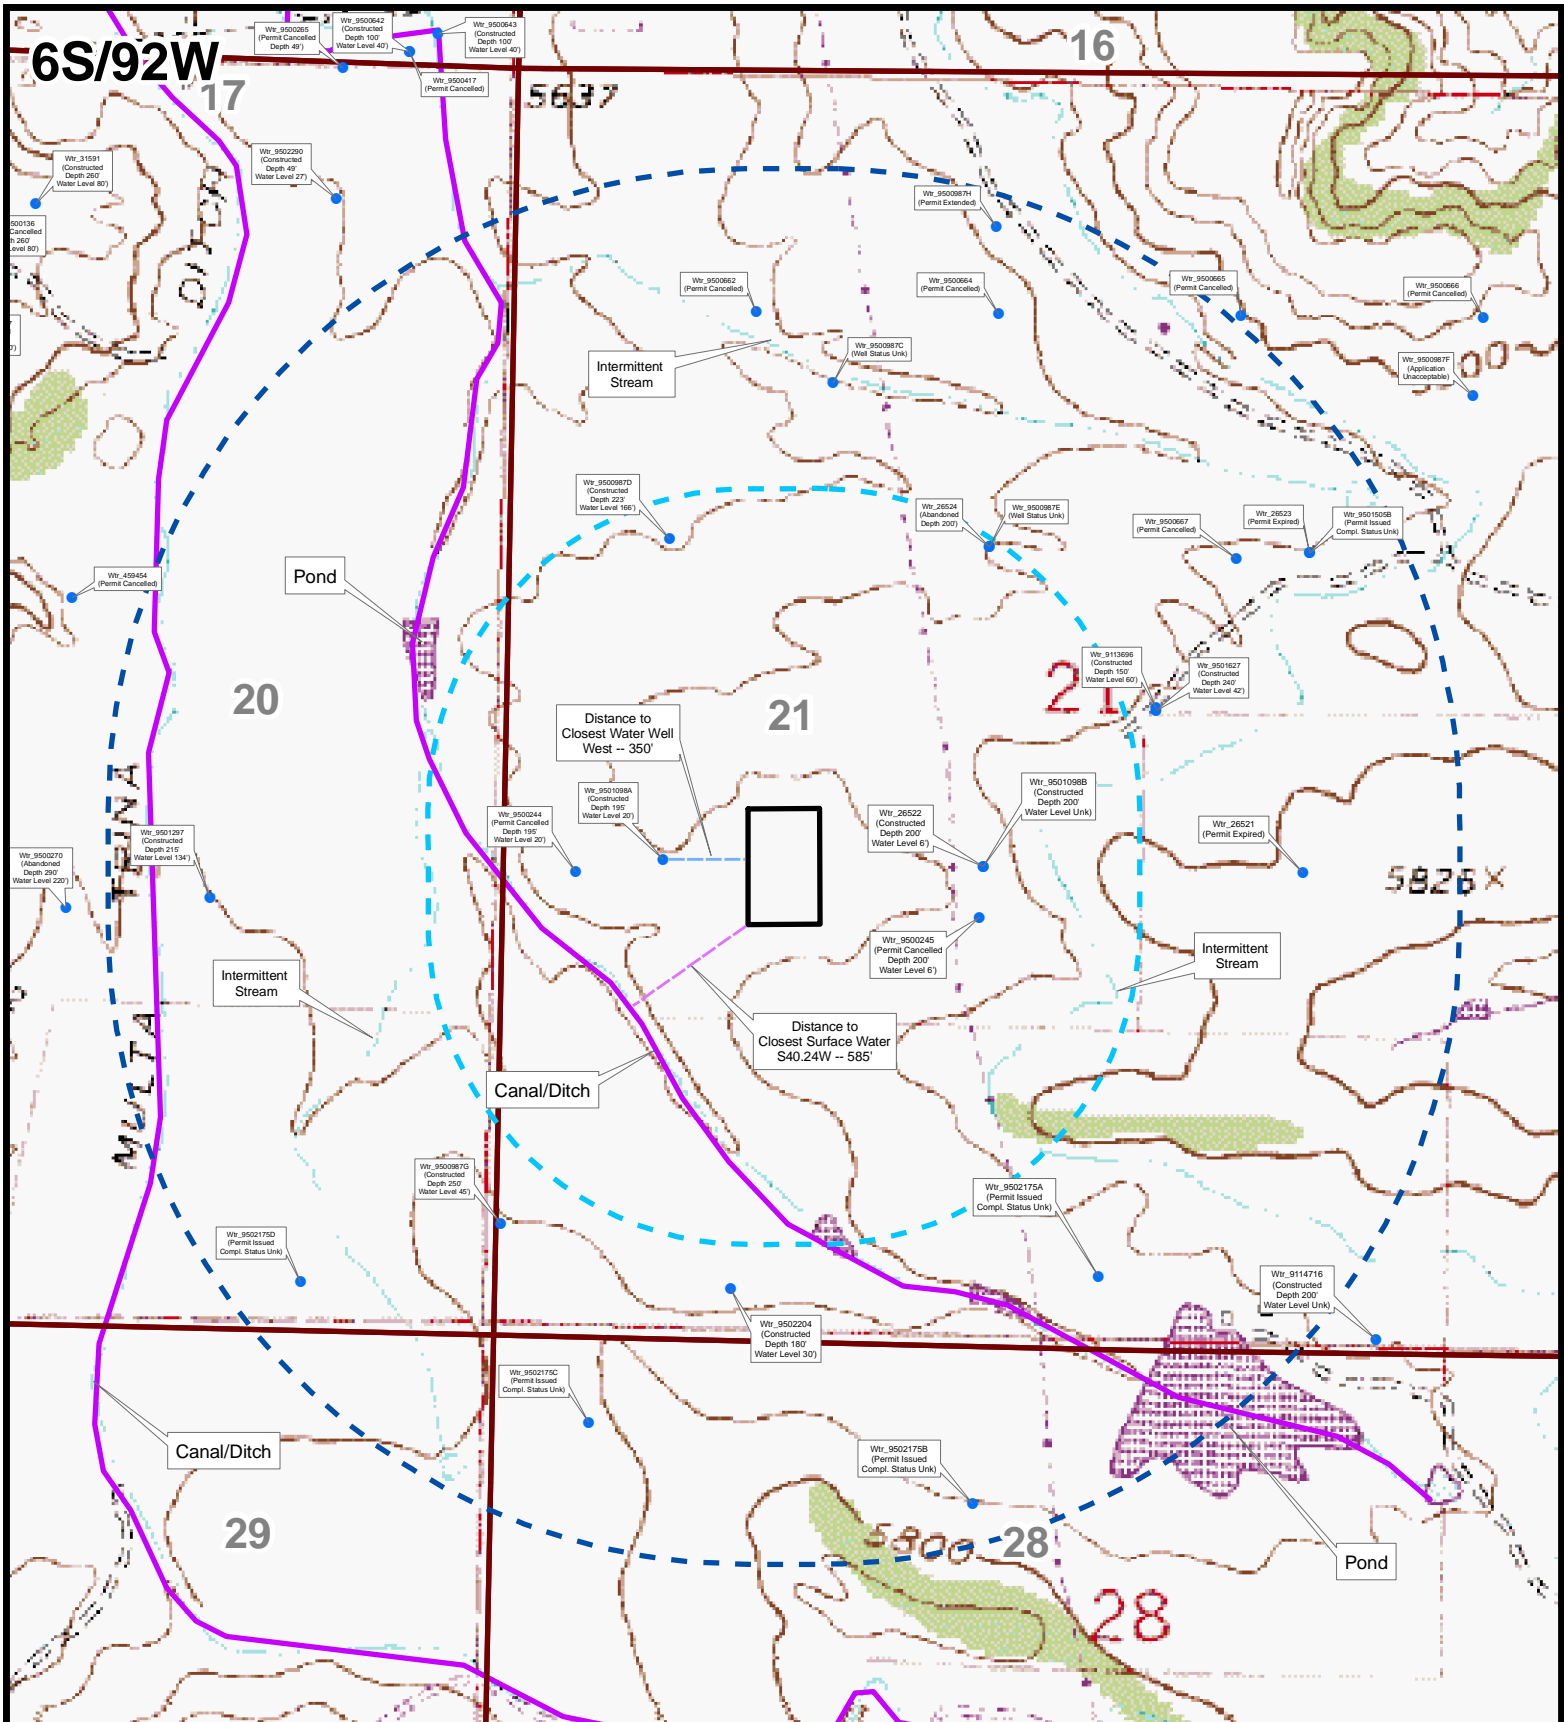 6S/92W
17
16
5637
Wtr_9500265
(Permit Cancelled
Depth 49')
Wtr_9500642
(Constructed
Depth 100'
Water Level 40')
Wtr_9500643
(Constructed
Depth 100'
Water Level 40')
Wtr_9500417
(Permit Cancelled)
Wtr_31591
(Constructed
Depth 260'
Water Level 80')
Wtr_9502290
(Constructed
Depth 49'
Water Level 27')
500136
Cancelled
h 260'
Level 80')
Wtr_9500987H
(Permit Extended)
Wtr_9500662
(Permit Cancelled)
Wtr_9500664
(Permit Cancelled)
Wtr_9500665
(Permit Cancelled)
Wtr_9500666
(Permit Cancelled)
Intermittent
Stream
Wtr_9500987C
(Well Status Unk)
Wtr_9500987F
(Application
Unacceptable)
00
Wtr_9500987D
(Constructed
Depth 223'
Water Level 166')
Wtr_26524
(Abandoned
Depth 200')
Wtr_9500987E
(Well Status Unk)
Wtr_9500667
(Permit Cancelled)
Wtr_26523
(Permit Expired)
Wtr_9501505B
(Permit Issued
Compl. Status Unk)
Wtr_459454
(Permit Cancelled)
Pond
20
21
21
Wtr_9113696
(Constructed
Depth 150'
Water Level 60')
Wtr_9501627
(Constructed
Depth 240'
Water Level 42')
Distance to
Closest Water Well
West -- 350'
Wtr_9501098A
(Constructed
Depth 195'
Water Level 20')
Wtr_9500244
(Permit Cancelled
Depth 195'
Water Level 20')
Wtr_26522
(Constructed
Depth 200'
Water Level 6')
Wtr_9501098B
(Constructed
Depth 200'
Water Level Unk)
Wtr_26521
(Permit Expired)
5826
Wtr_9501297
(Constructed
Depth 215'
Water Level 134')
Wtr_9500270
(Abandoned
Depth 290'
Water Level 220')
Wtr_9500245
(Permit Cancelled
Depth 200'
Water Level 6')
Intermittent
Stream
Intermittent
Stream
Distance to
Closest Surface Water
S40.24W -- 585'
Canal/Ditch
Wtr_9500987G
(Constructed
Depth 250'
Water Level 45')
Wtr_9502175A
(Permit Issued
Compl. Status Unk)
Wtr_9502175D
(Permit Issued
Compl. Status Unk)
Wtr_9114716
(Constructed
Depth 200'
Water Level Unk)
Wtr_9502204
(Constructed
Depth 180'
Water Level 30')
Wtr_9502175C
(Permit Issued
Compl. Status Unk)
Canal/Ditch
Wtr_9502175B
(Permit Issued
Compl. Status Unk)
29
5800
28
Pond
28